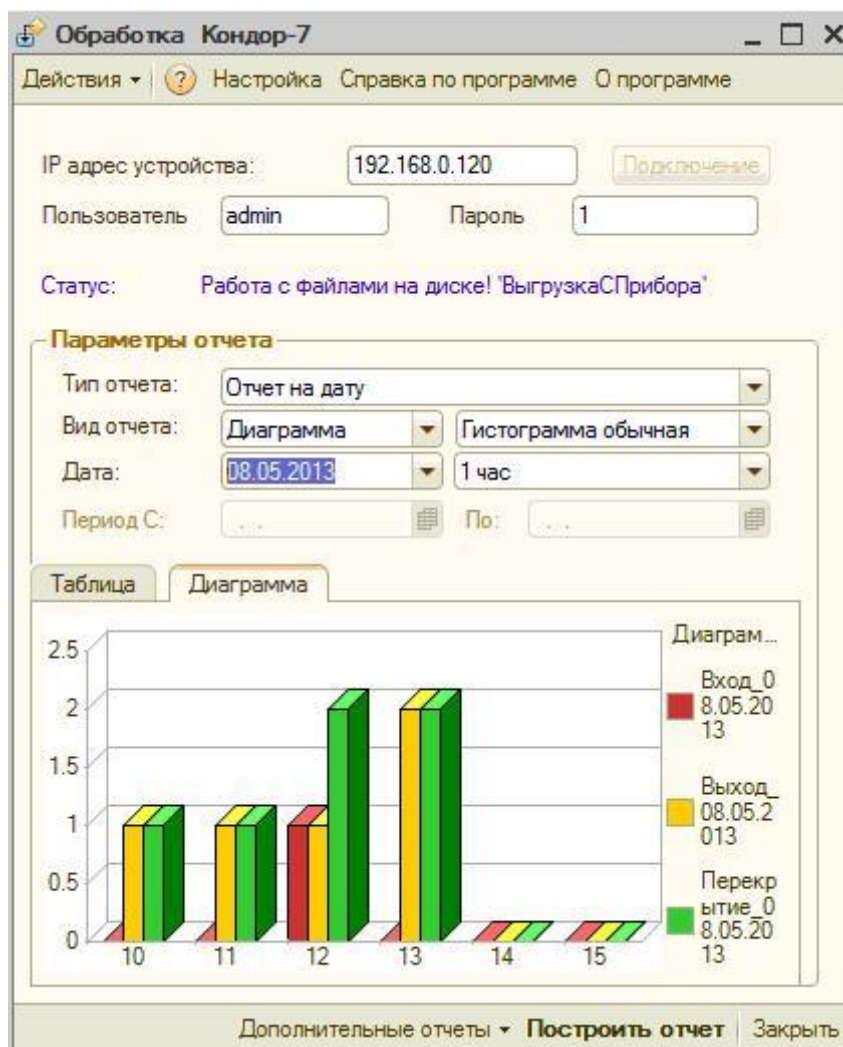 Обработка Кондор-7
Действия ? Настройка Справка по программе О программе
IP адрес устройства: 192.168.0.120 Подключение
Пользователь admin Пароль 1
Статус: Работа с файлами на диске! "ВыгрузкаСПрибора"
Параметры отчета
Тип отчета: Отчет на дату
Вид отчета: Диаграмма Гистограмма обычная
Дата: 08.05.2013 1 час
Период С: . . По: . .
Таблица Диаграмма
2.5
2
1.5
1
0.5
0
10 11 12 13 14 15
Диаграм...
Вход_0
8.05.20
13
Выход_
08.05.2
013
Перекр
ытие_0
8.05.20
13
Дополнительные отчеты Построить отчет Закрыть